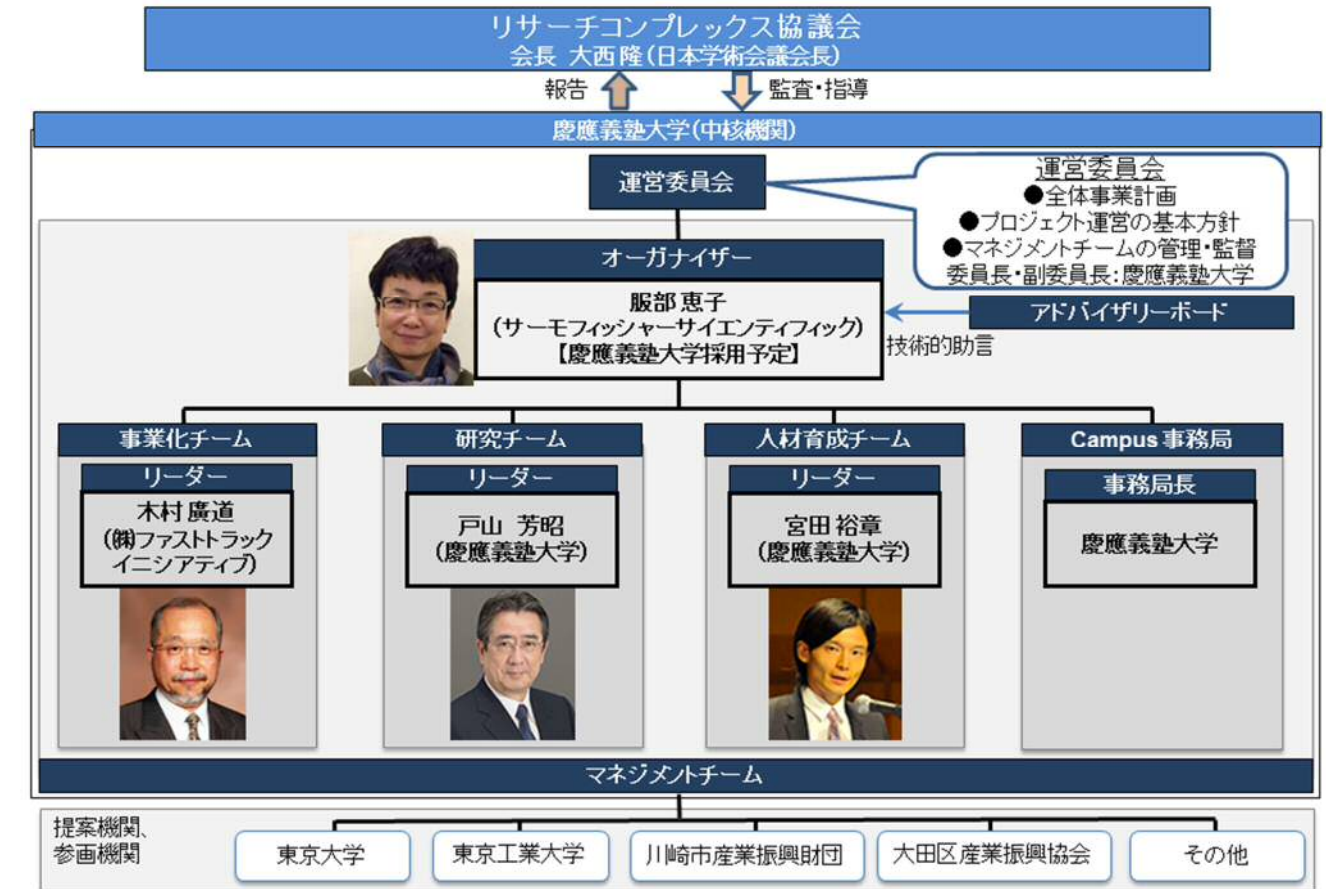 リサーチコンプレックス協議会
会長 大西隆(日本学術会議会長)
報告
監査・指導
慶應義塾大学(中核機関)
運営委員会
運営委員会
●全体事業計画
●プロジェクト運営の基本方針
●マネジメントチームの管理・監督
委員長・副委員長:慶應義塾大学
オーガナイザー
服部 恵子
(サーモフィッシャーサイエンティフィック)
【慶應義塾大学採用予定】
アドバイザリーボード
技術的助言
事業化チーム
リーダー
木村 廣道
(㈱ファストトラック
イニシアティブ)
研究チーム
リーダー
戸山 芳昭
(慶應義塾大学)
人材育成チーム
リーダー
宮田 裕章
(慶應義塾大学)
Campus 事務局
事務局長
慶應義塾大学
マネジメントチーム
提案機関、
参画機関
東京大学
東京工業大学
川崎市産業振興財団
大田区産業振興協会
その他